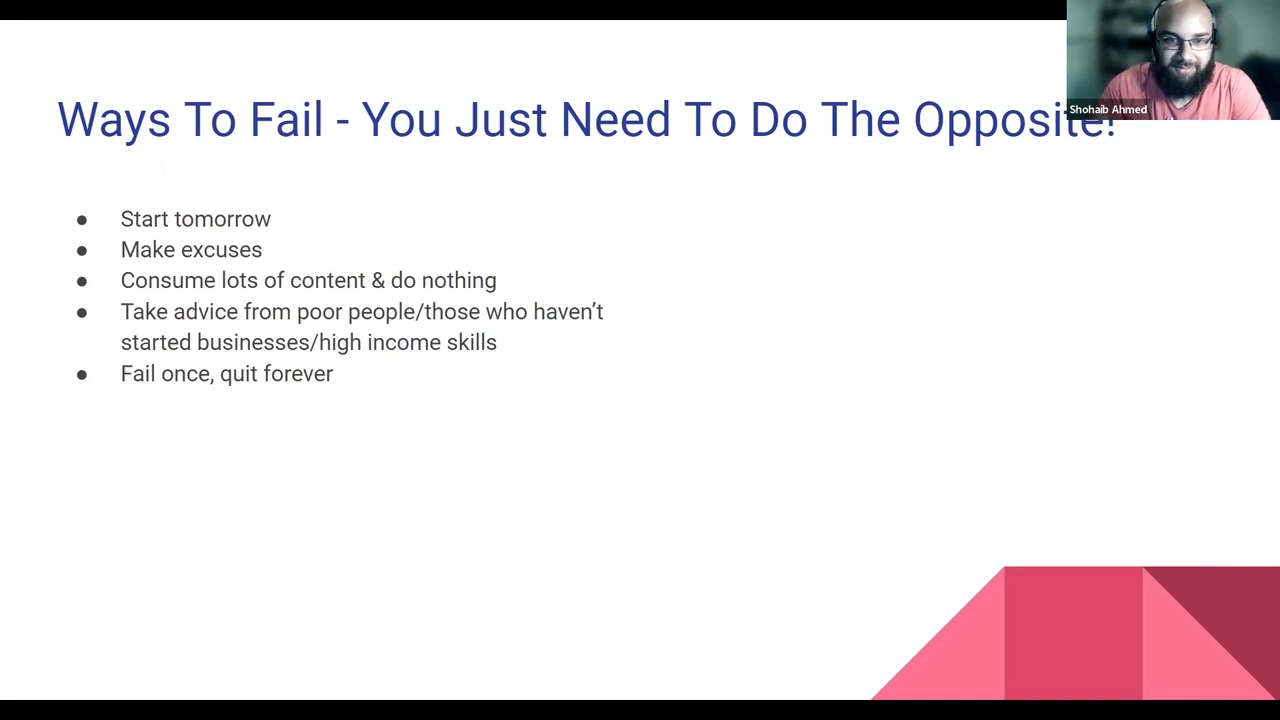 Ways To Fail - You Just Need To Do The Opposite!
Shohaib Ahmed
● Start tomorrow
● Make excuses
● Consume lots of content & do nothing
● Take advice from poor people/those who haven’t
started businesses/high income skills
● Fail once, quit forever